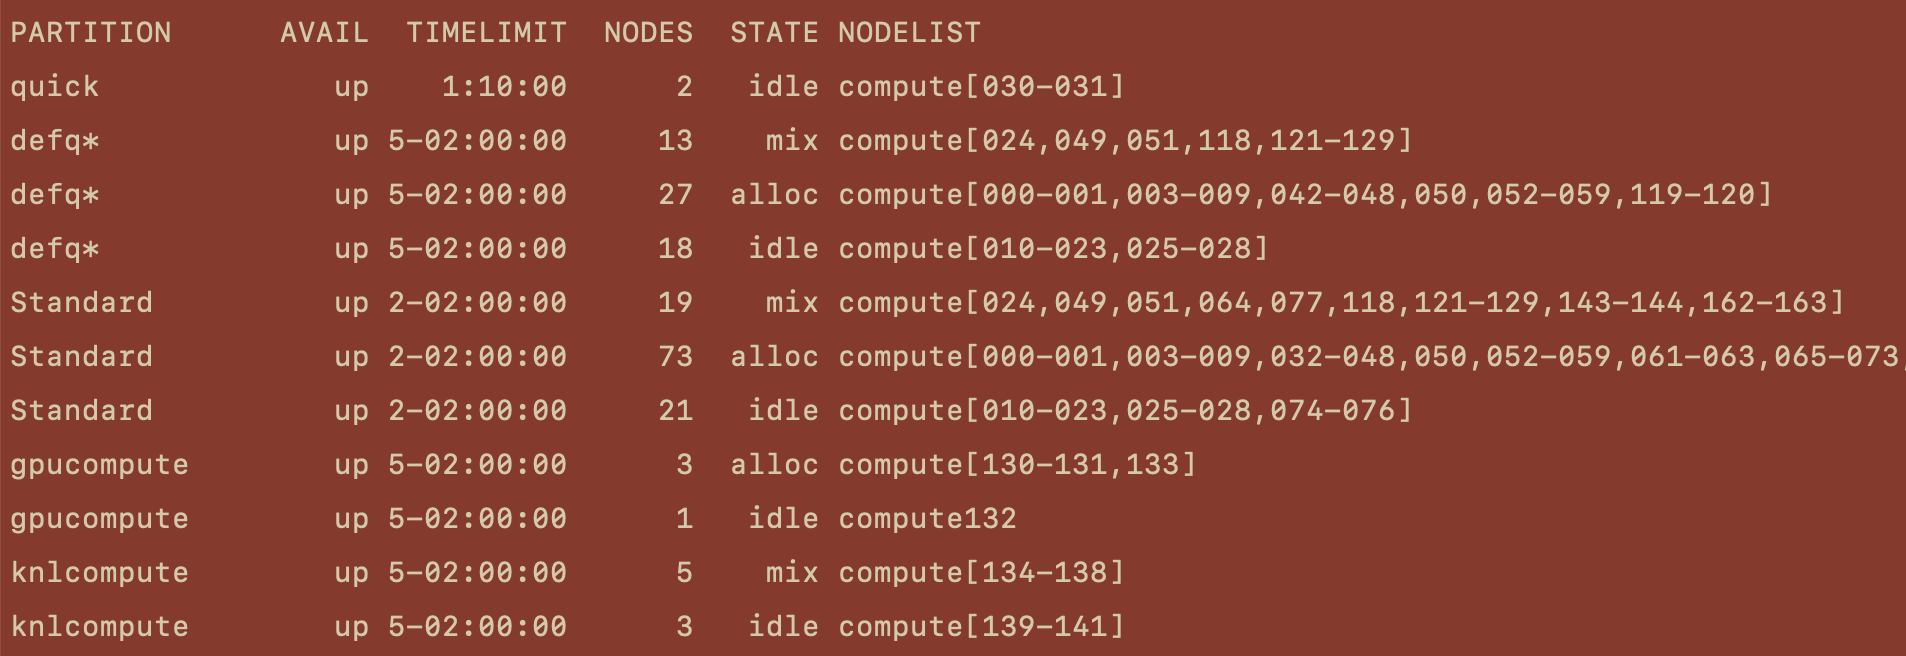 PARTITION AVAIL TIMELIMIT NODES STATE NODELIST
quick up 1:10:00 2 idle compute[030-031]
defq* up 5-02:00:00 13 mix compute[024,049,051,118,121-129]
defq* up 5-02:00:00 27 alloc compute[000-001,003-009,042-048,050,052-059,119-120]
defq* up 5-02:00:00 18 idle compute[010-023,025-028]
Standard up 2-02:00:00 19 mix compute[024,049,051,064,077,118,121-129,143-144,162-163]
Standard up 2-02:00:00 73 alloc compute[000-001,003-009,032-048,050,052-059,061-063,065-073,
Standard up 2-02:00:00 21 idle compute[010-023,025-028,074-076]
gpucompute up 5-02:00:00 3 alloc compute[130-131,133]
gpucompute up 5-02:00:00 1 idle compute132
knlcompute up 5-02:00:00 5 mix compute[134-138]
knlcompute up 5-02:00:00 3 idle compute[139-141]